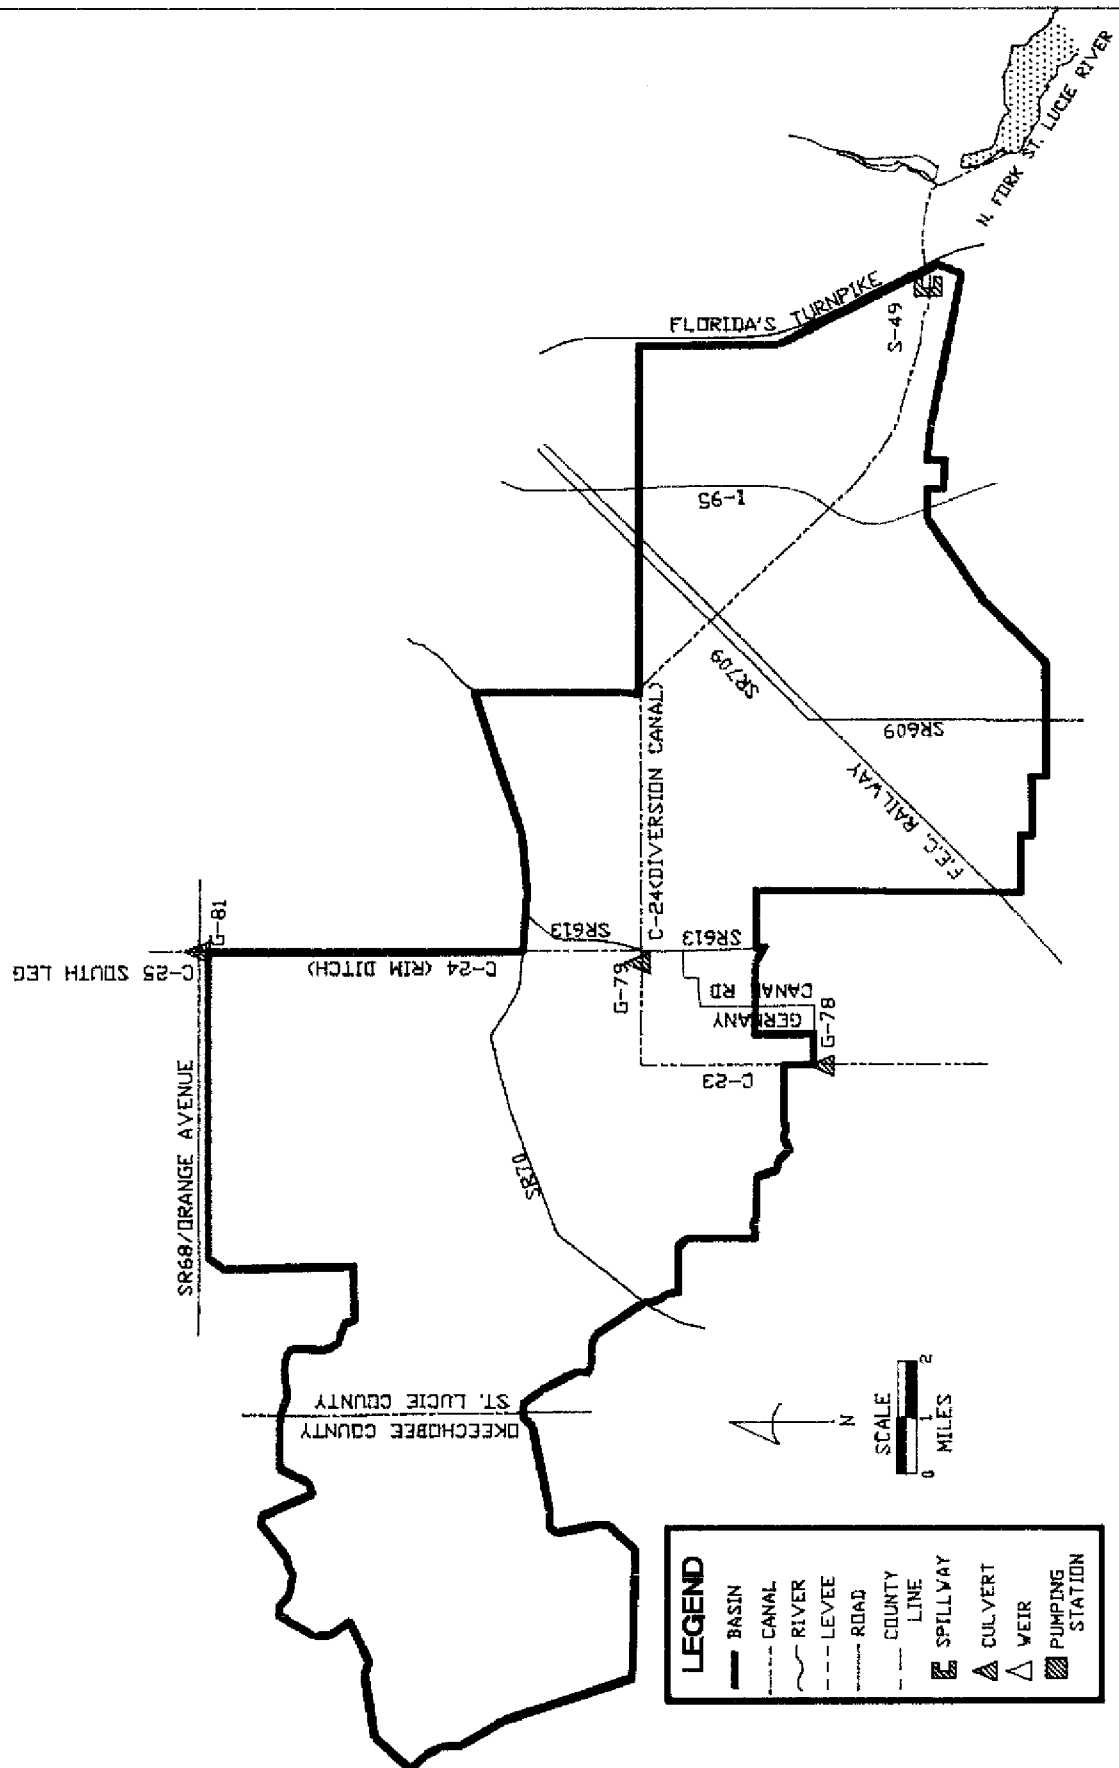 N. FORK ST. LUCIE RIVER
FLORIDA'S TURNPIKE
S-49
I-95
SR709
SR609
F.E.C. RAILWAY
C-24(DIVERSION CANAL)
SR613
SR613
G-81
C-25 SOUTH LEG
C-24 (RIM DITCH)
G-79
GERMANY
CANAL RD
G-78
C-23
SR68/ORANGE AVENUE
SR70
ST. LUCIE COUNTY
OKEECHOBEE COUNTY
N
SCALE
0 1 2
MILES
LEGEND
BASIN
CANAL
RIVER
LEVEE
ROAD
COUNTY
LINE
SPILLWAY
CULVERT
WEIR
PUMPING
STATION